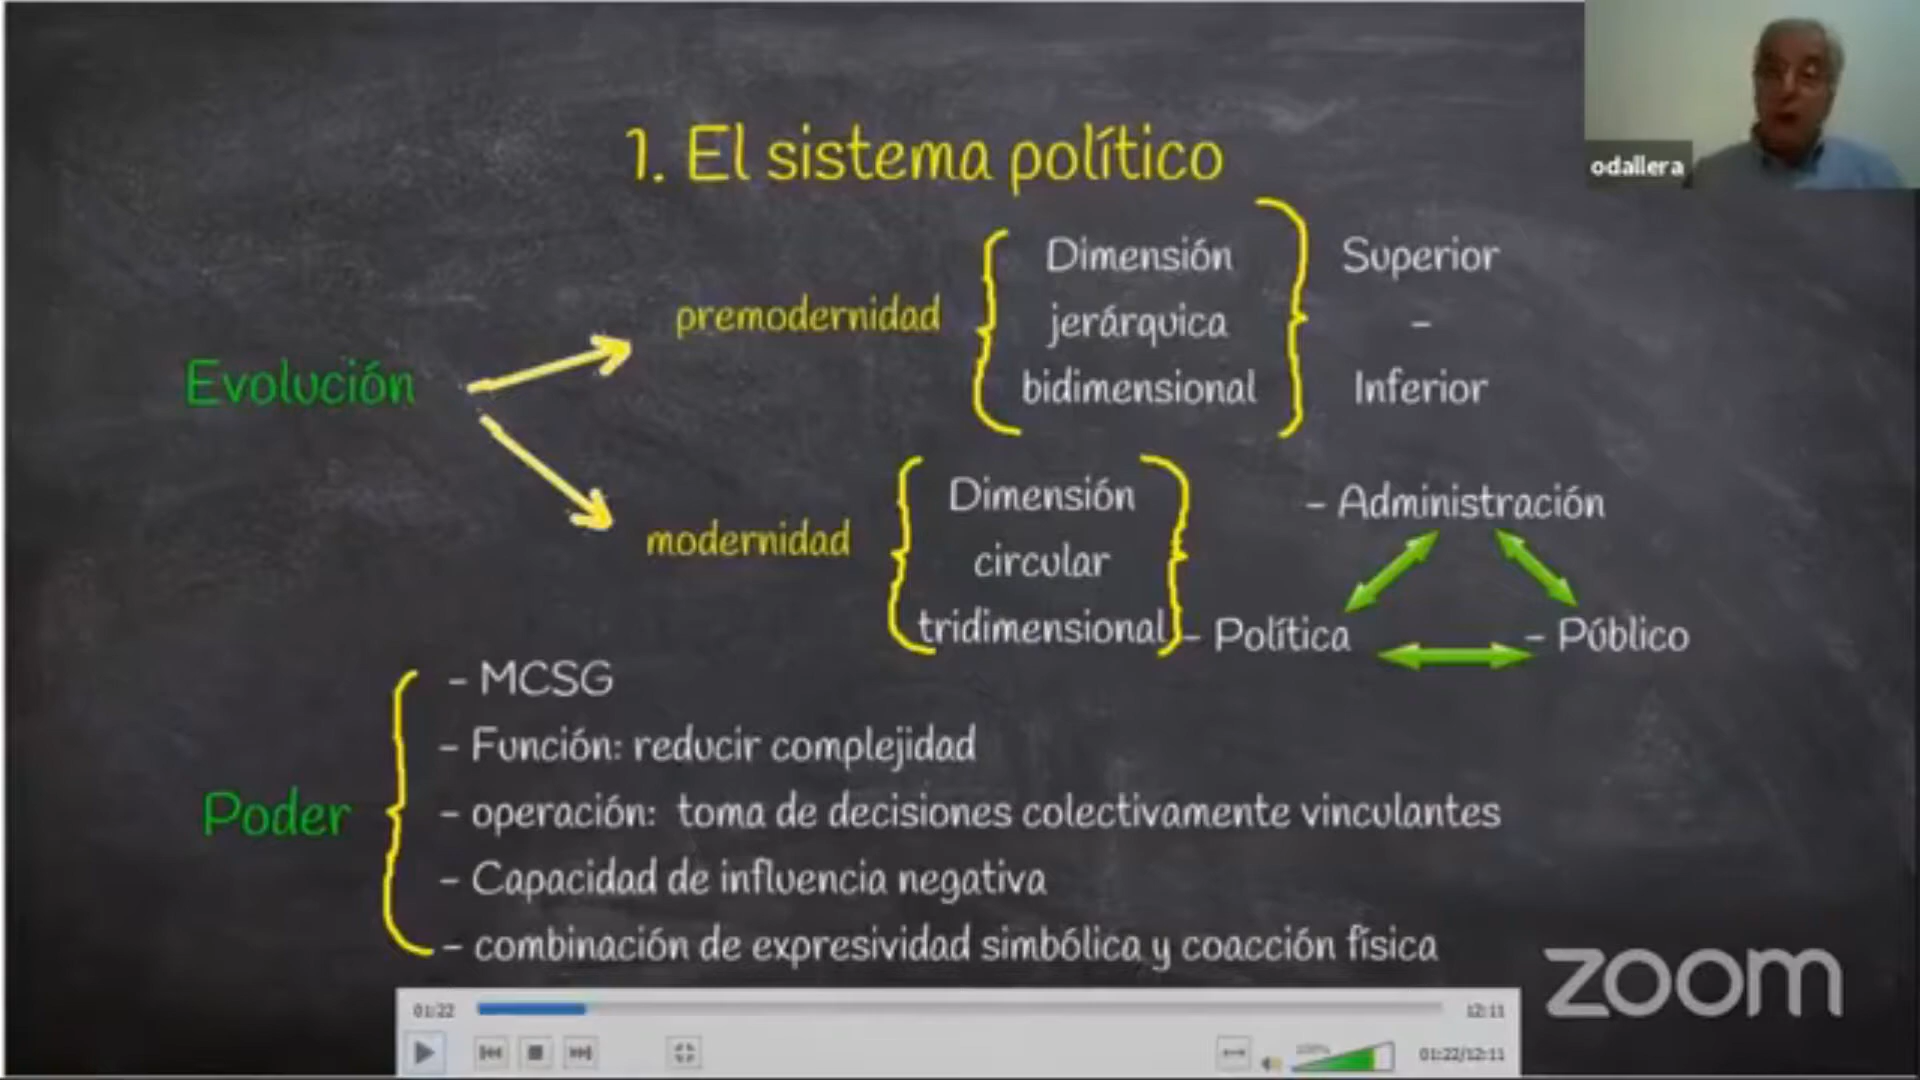 odallera
1. El sistema político
Evolución
premodernidad
Dimensión
jerárquica
bidimensional
Superior
-
Inferior
modernidad
Dimensión
circular
tridimensional
- Administración
- Política
- Público
Poder
- MCSG
- Función: reducir complejidad
- operación: toma de decisiones colectivamente vinculantes
- Capacidad de influencia negativa
- combinación de expresividad simbólica y coacción física
zoom
01:22
12:11
100%
01:22/12:11